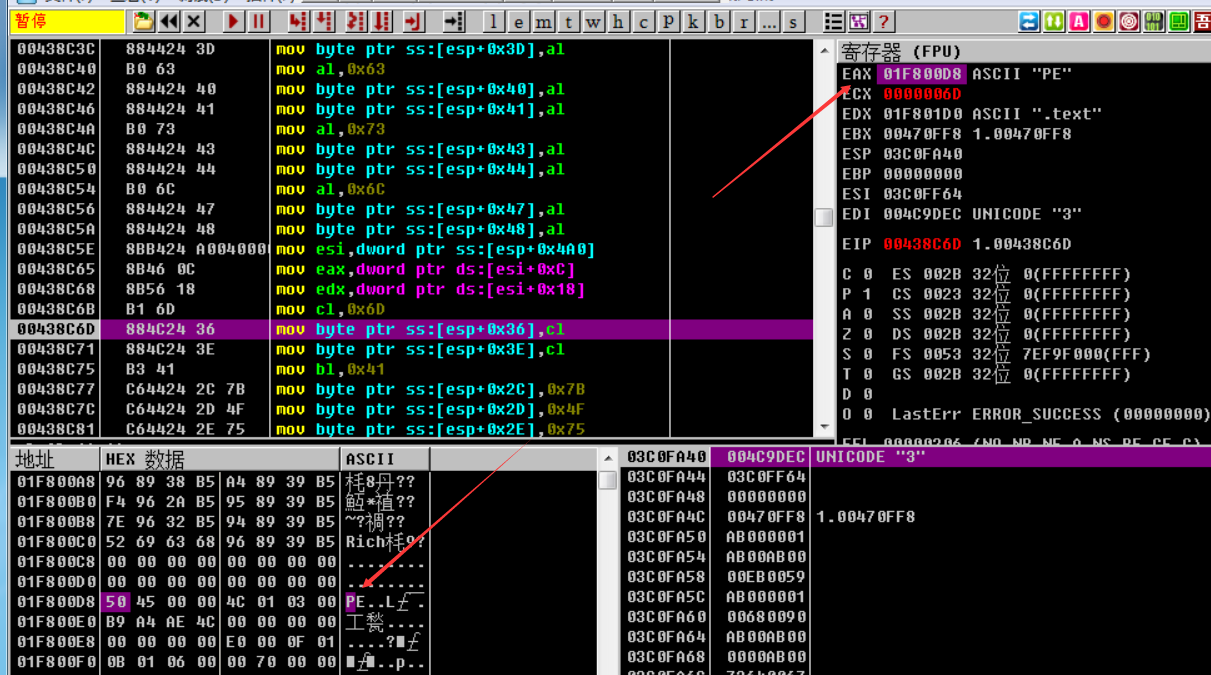 暂停 l e m t w h c p k b r ... s ?
00438C3C 884424 3D mov byte ptr ss:[esp+0x3D],al
00438C40 B0 63 mov al,0x63
00438C42 884424 40 mov byte ptr ss:[esp+0x40],al
00438C46 884424 41 mov byte ptr ss:[esp+0x41],al
00438C4A B0 73 mov al,0x73
00438C4C 884424 43 mov byte ptr ss:[esp+0x43],al
00438C50 884424 44 mov byte ptr ss:[esp+0x44],al
00438C54 B0 6C mov al,0x6C
00438C56 884424 47 mov byte ptr ss:[esp+0x47],al
00438C5A 884424 48 mov byte ptr ss:[esp+0x48],al
00438C5E 8BB424 A004000 mov esi,dword ptr ss:[esp+0x4A0]
00438C65 8B46 0C mov eax,dword ptr ds:[esi+0xC]
00438C68 8B56 18 mov edx,dword ptr ds:[esi+0x18]
00438C6B B1 6D mov cl,0x6D
00438C6D 884C24 36 mov byte ptr ss:[esp+0x36],cl
00438C71 884C24 3E mov byte ptr ss:[esp+0x3E],cl
00438C75 B3 41 mov bl,0x41
00438C77 C64424 2C 7B mov byte ptr ss:[esp+0x2C],0x7B
00438C7C C64424 2D 4F mov byte ptr ss:[esp+0x2D],0x4F
00438C81 C64424 2E 75 mov byte ptr ss:[esp+0x2E],0x75
寄存器 (FPU)
EAX 01F800D8 ASCII "PE"
ECX 0000006D
EDX 01F801D0 ASCII ".text"
EBX 00470FF8 1.00470FF8
ESP 03C0FA40
EBP 00000000
ESI 03C0FF64
EDI 004C9DEC UNICODE "3"
EIP 00438C6D 1.00438C6D
C 0 ES 002B 32位 0(FFFFFFFF)
P 1 CS 0023 32位 0(FFFFFFFF)
A 0 SS 002B 32位 0(FFFFFFFF)
Z 0 DS 002B 32位 0(FFFFFFFF)
S 0 FS 0053 32位 7EF9F000(FFF)
T 0 GS 002B 32位 0(FFFFFFFF)
D 0
O 0 LastErr ERROR_SUCCESS (00000000)
EFL 00000206 (NO,NB,NE,A,NS,PE,GE,G)
地址 HEX 数据 ASCII
01F800A8 96 89 38 B5 A4 89 39 B5
01F800B0 F4 96 2A B5 95 89 39 B5
01F800B8 7E 96 32 B5 94 89 39 B5
01F800C0 52 69 63 68 96 89 39 B5
01F800C8 00 00 00 00 00 00 00 00 ........
01F800D0 00 00 00 00 00 00 00 00 ........
01F800D8 50 45 00 00 4C 01 03 00 PE..L
01F800E0 B9 A4 AE 4C 00 00 00 00
01F800E8 00 00 00 00 E0 00 0F 01
01F800F0 0B 01 06 00 00 70 00 00
03C0FA40 004C9DEC UNICODE "3"
03C0FA44 03C0FF64
03C0FA48 00000000
03C0FA4C 00470FF8 1.00470FF8
03C0FA50 AB000001
03C0FA54 AB00AB00
03C0FA58 00EB0059
03C0FA5C AB000001
03C0FA60 00680090
03C0FA64 AB00AB00
03C0FA68 0000AB00